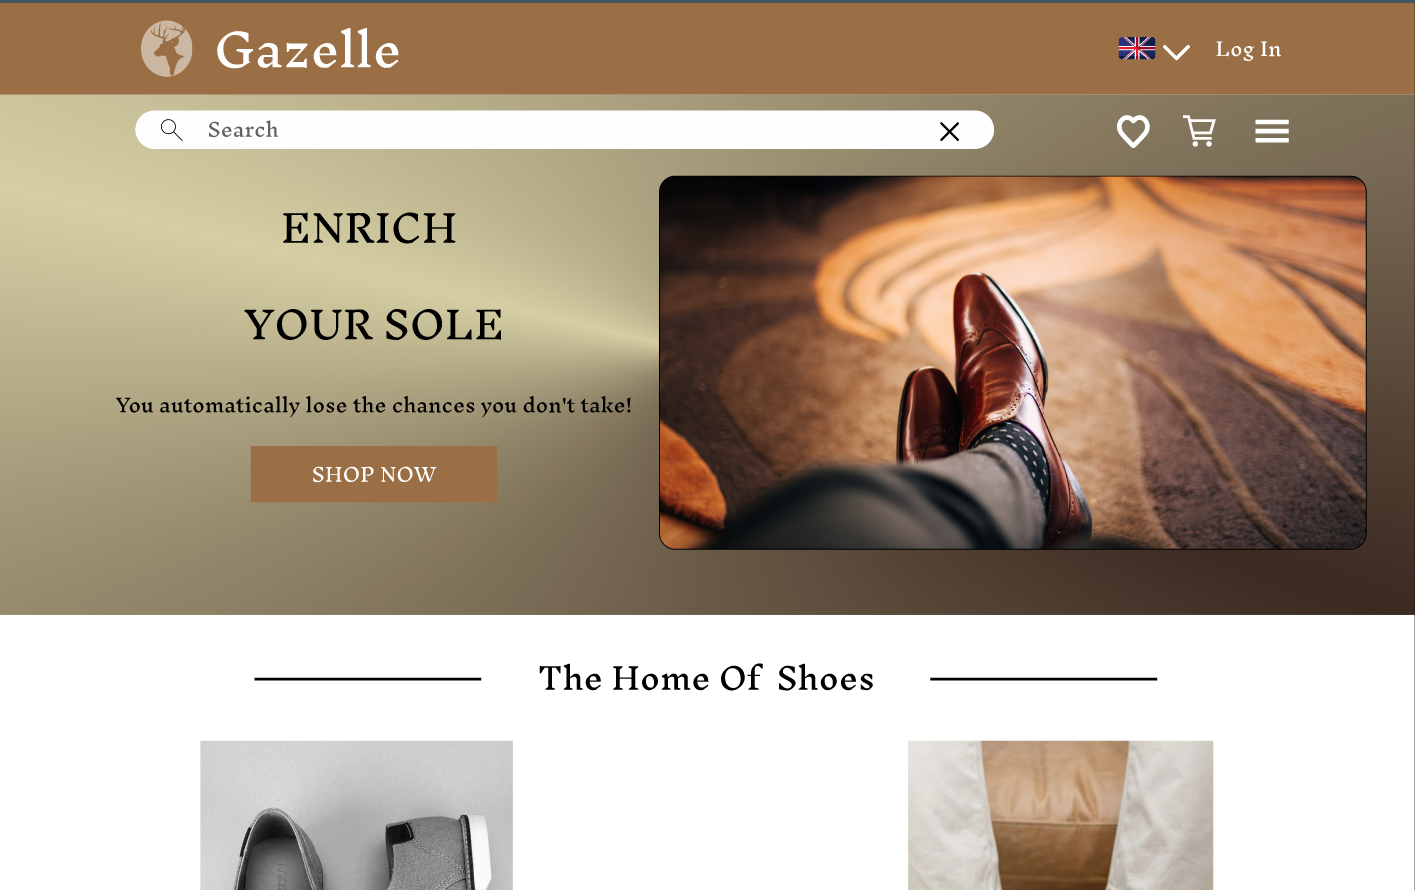 Gazelle
Log In
Search
ENRICH
YOUR SOLE
You automatically lose the chances you don't take!
SHOP NOW
The Home Of Shoes